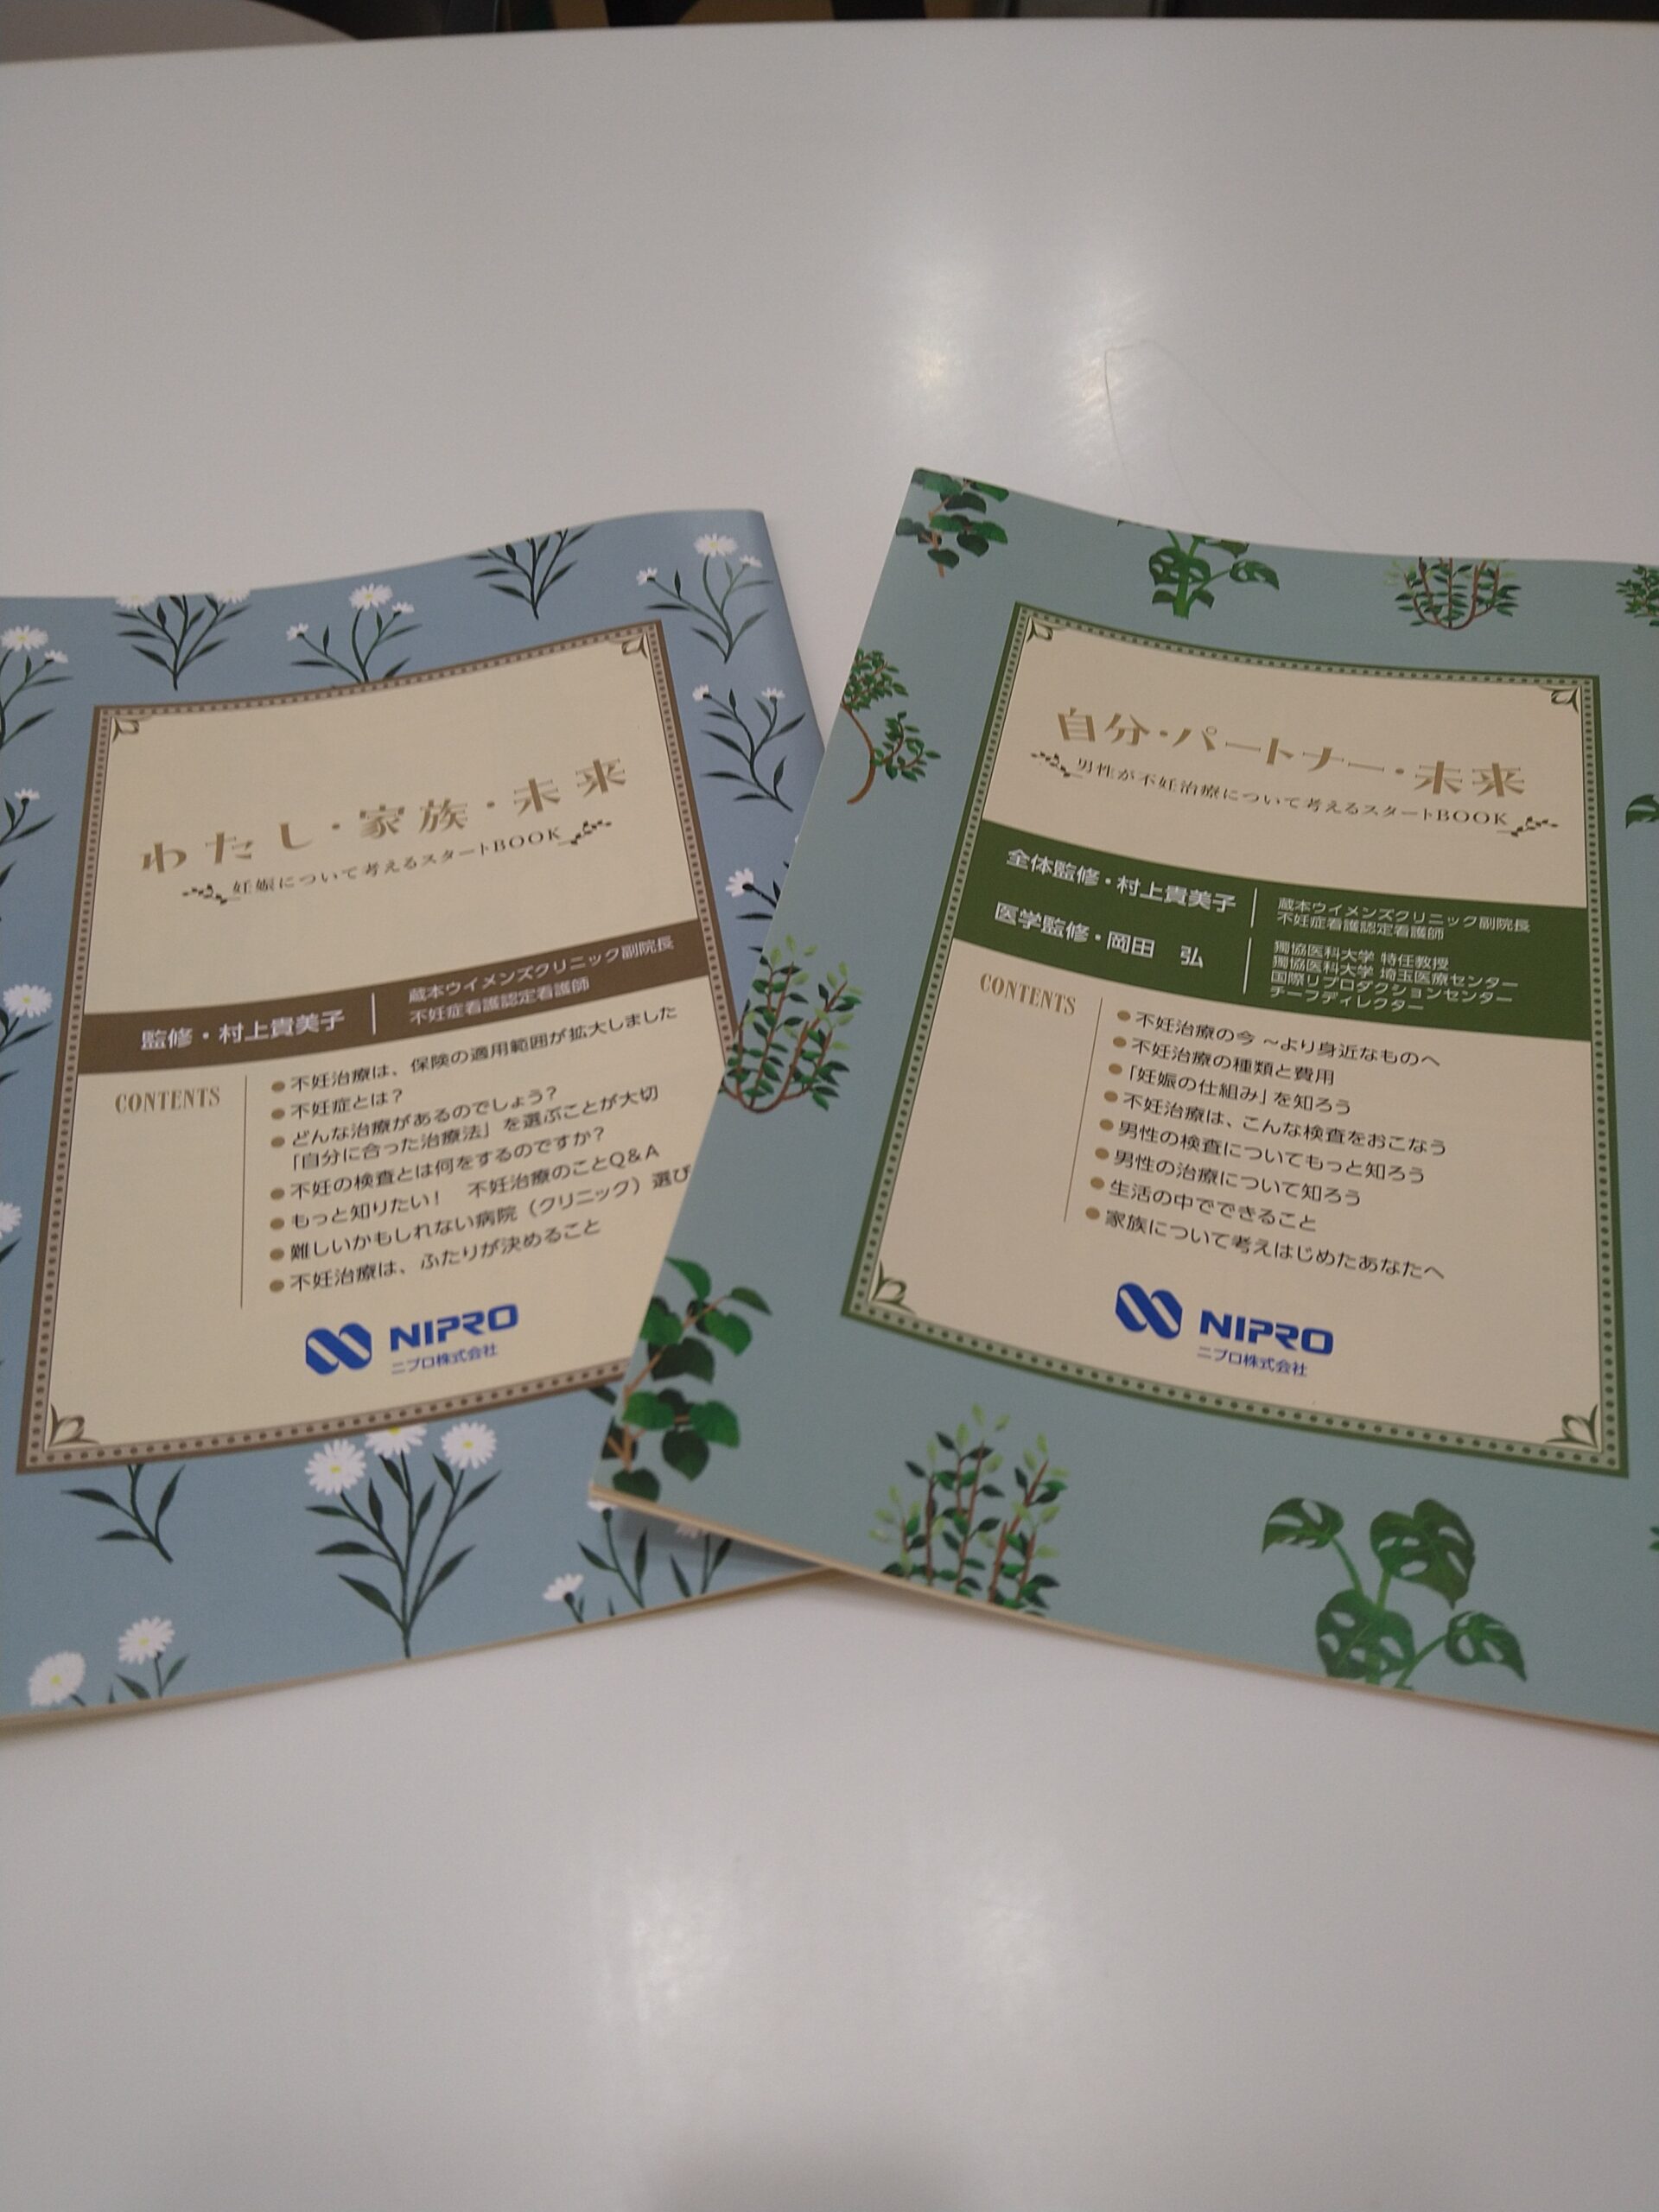 わたし・家族・未来
妊娠について考えるスタートBOOK
監修・村上貴美子
蔵本ウイメンズクリニック副院長
不妊症看護認定看護師
CONTENTS
●不妊治療は、保険の適用範囲が拡大しました
●不妊症とは?
●どんな治療があるのでしょう?
「自分に合った治療法」を選ぶことが大切
●不妊の検査とは何をするのですか?
●もっと知りたい! 不妊治療のことQ&A
●難しいかもしれない病院(クリニック)選び
●不妊治療は、ふたりが決めること
NIPRO
ニプロ株式会社
自分・パートナー・未来
男性が不妊治療について考えるスタートBOOK
全体監修・村上貴美子
蔵本ウイメンズクリニック副院長
不妊症看護認定看護師
医学監修・岡田 弘
獨協医科大学 特任教授
獨協医科大学 埼玉医療センター
国際リプロダクションセンター
チーフディレクター
CONTENTS
●不妊治療の今 ~より身近なものへ
●不妊治療の種類と費用
●「妊娠の仕組み」を知ろう
●不妊治療は、こんな検査をおこなう
●男性の検査についてもっと知ろう
●男性の治療について知ろう
●生活の中でできること
●家族について考えはじめたあなたへ
NIPRO
ニプロ株式会社